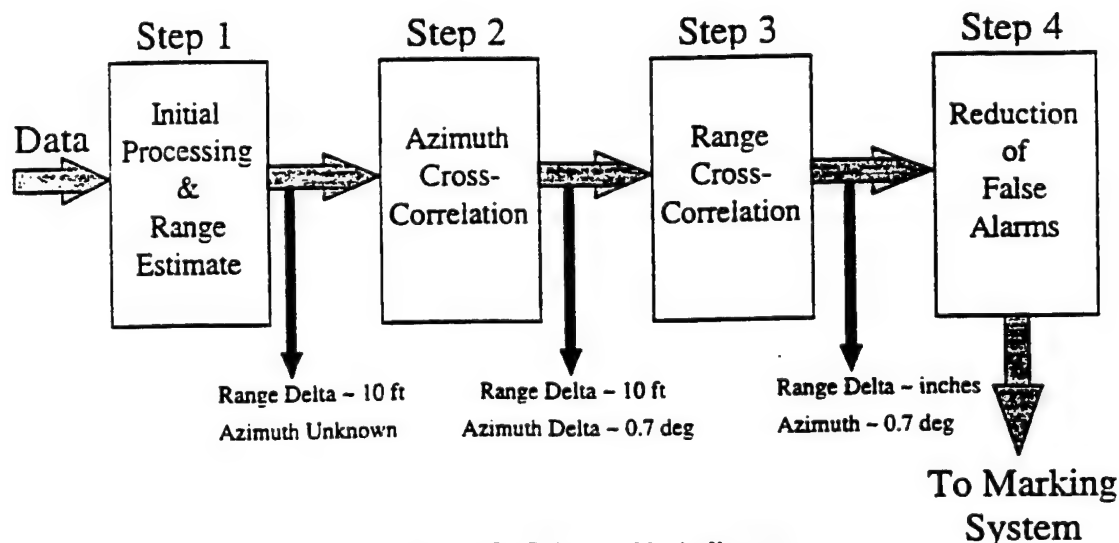 Step 1
Step 2
Step 3
Step 4
Data
Initial
Processing
&
Range
Estimate
Azimuth
Cross-
Correlation
Range
Cross-
Correlation
Reduction
of
False
Alarms
Range Delta ~ 10 ft
Azimuth Unknown
Range Delta ~ 10 ft
Azimuth Delta ~ 0.7 deg
Range Delta ~ inches
Azimuth ~ 0.7 deg
To Marking
System